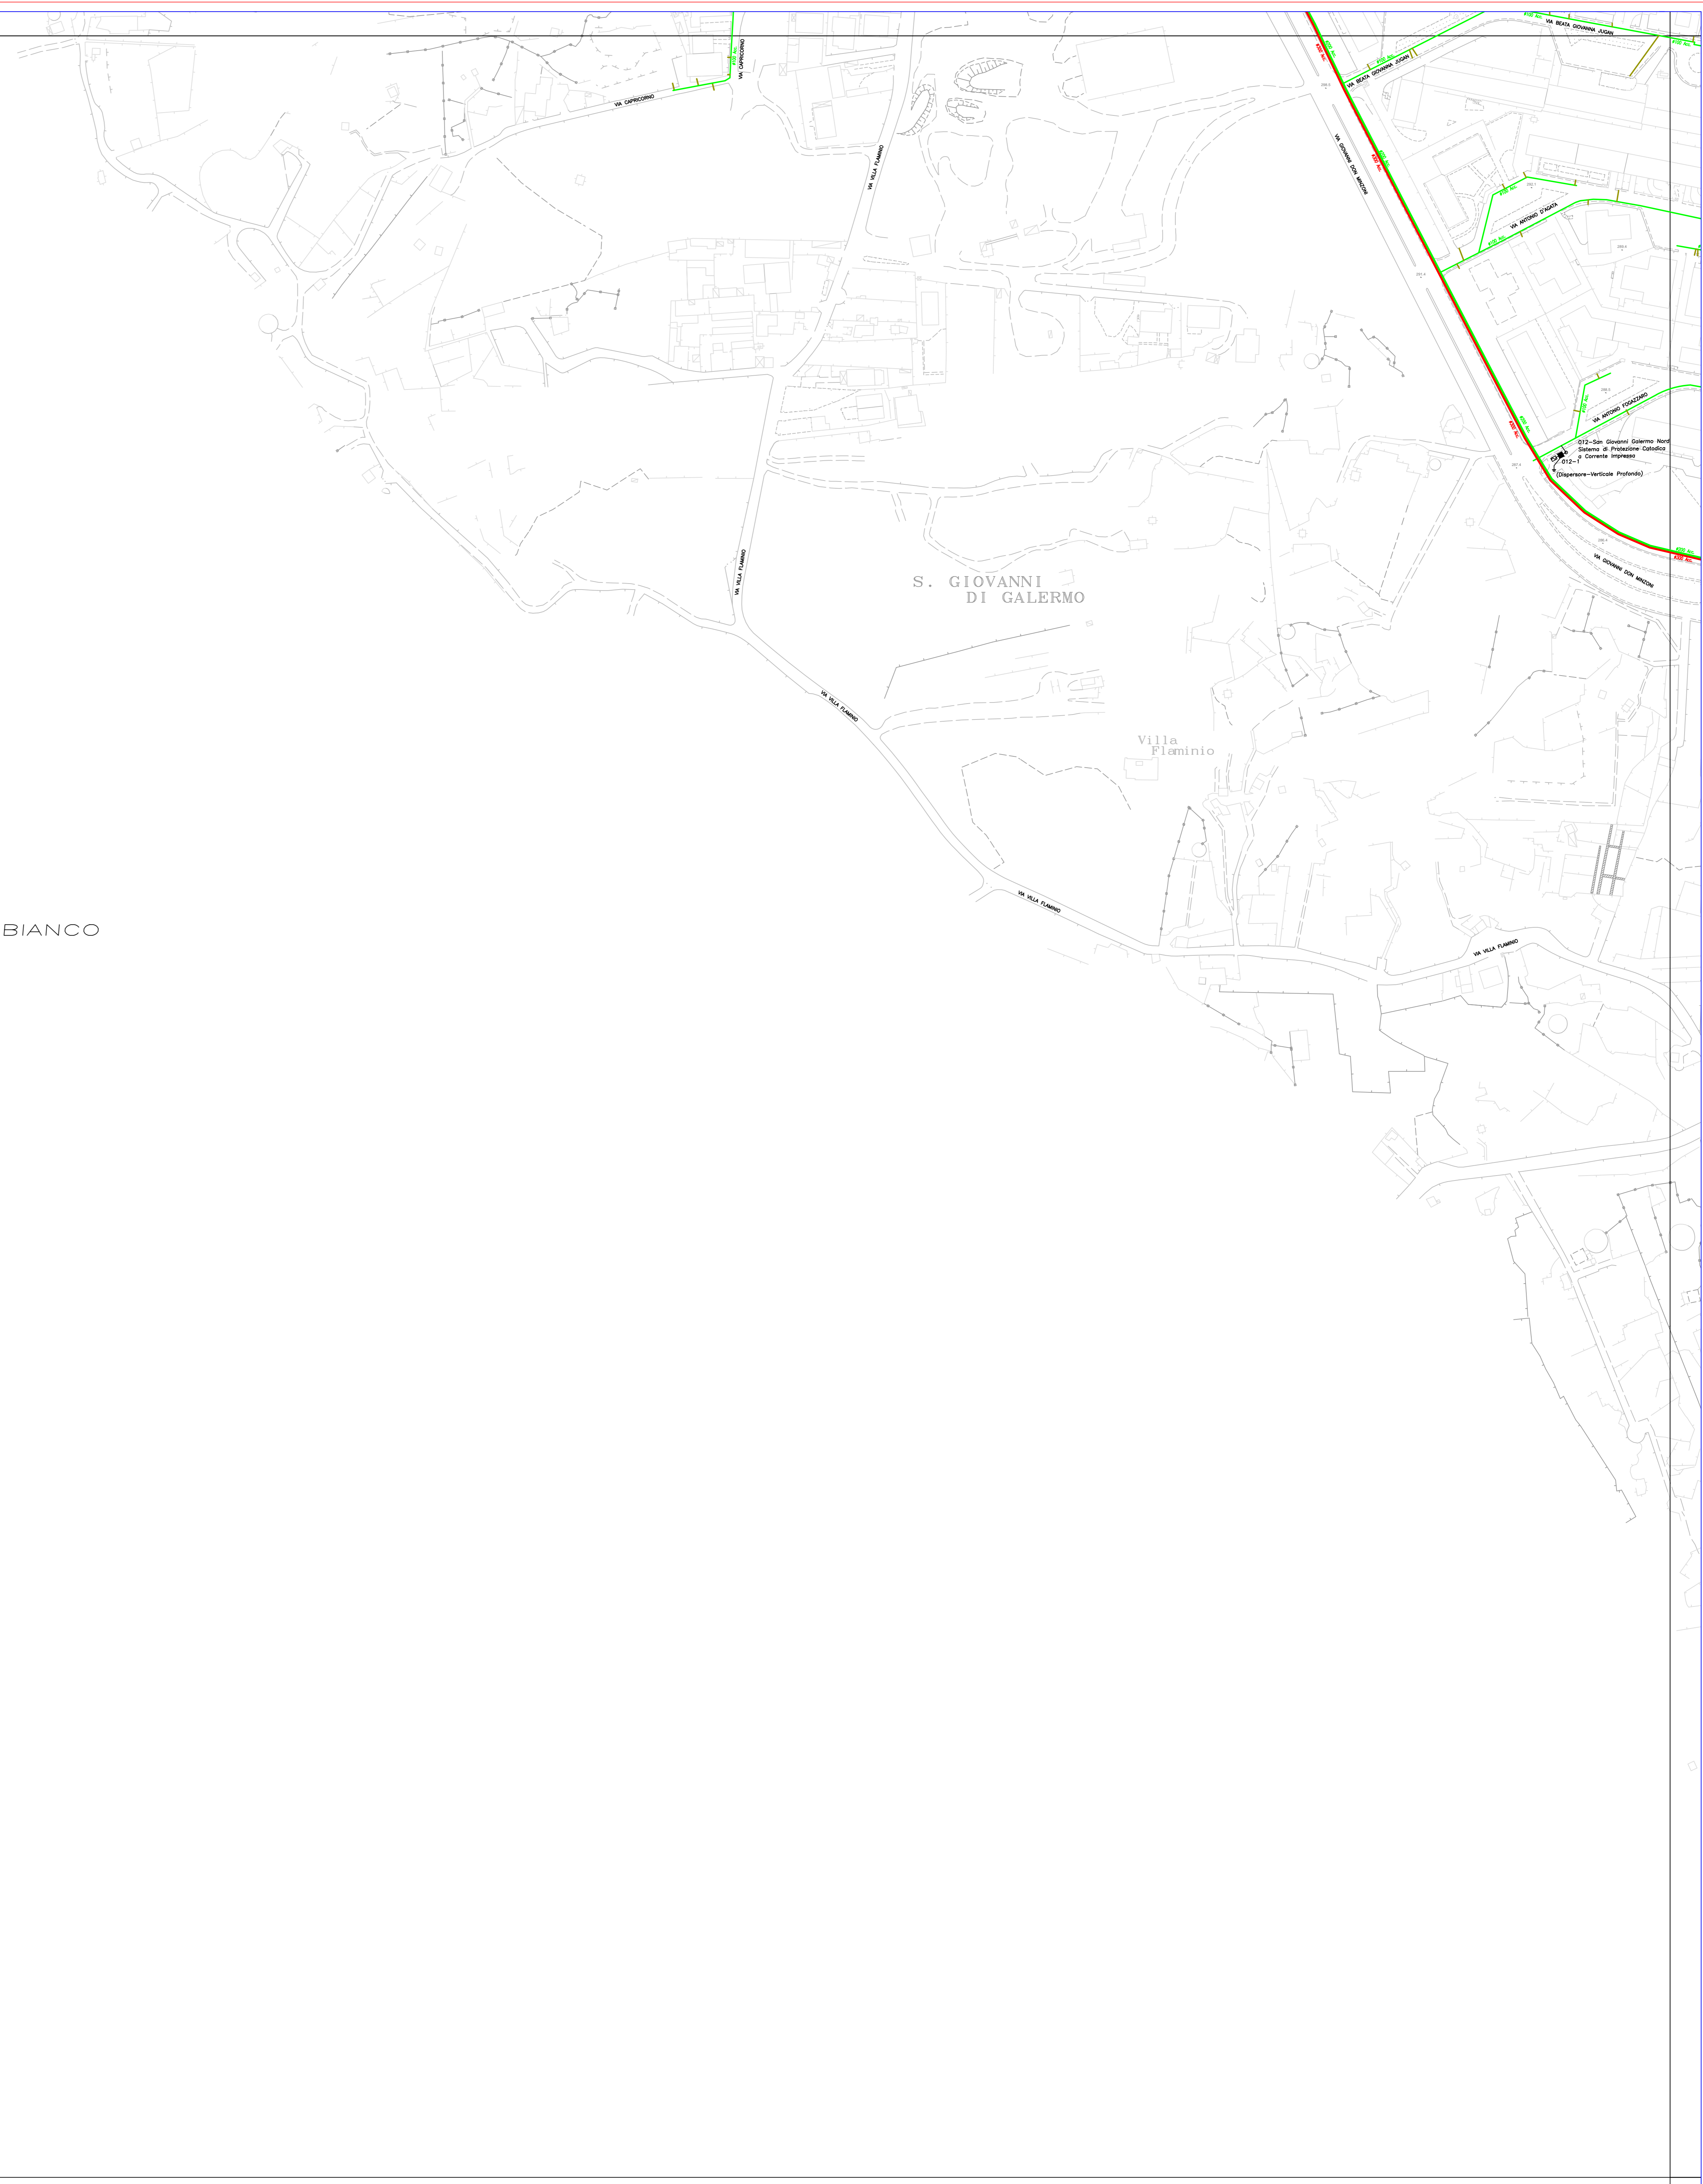 VIA BEATA GIOVANNA JUGAN
VIA CAPRICORNO
VIA CAPRICORNO
VIA BEATA GIOVANNA JUGAN
VIA GIOVANNI DON MINZONI
VIA VILLA FLAMINIO
VIA ANTONIO D'AGATA
VIA ANTONIO FOGAZZARO
012-San Giovanni Galermo Nord
Sistema di Protezione Catodica
a Corrente Impressa
012-1
(Dispersore-Verticale Profondo)
VIA GIOVANNI DON MINZONI
VIA VILLA FLAMINIO
S. GIOVANNI
DI GALERMO
VIA VILLA FLAMINIO
Villa
Flaminio
VIA VILLA FLAMINIO
BIANCO
VIA VILLA FLAMINIO